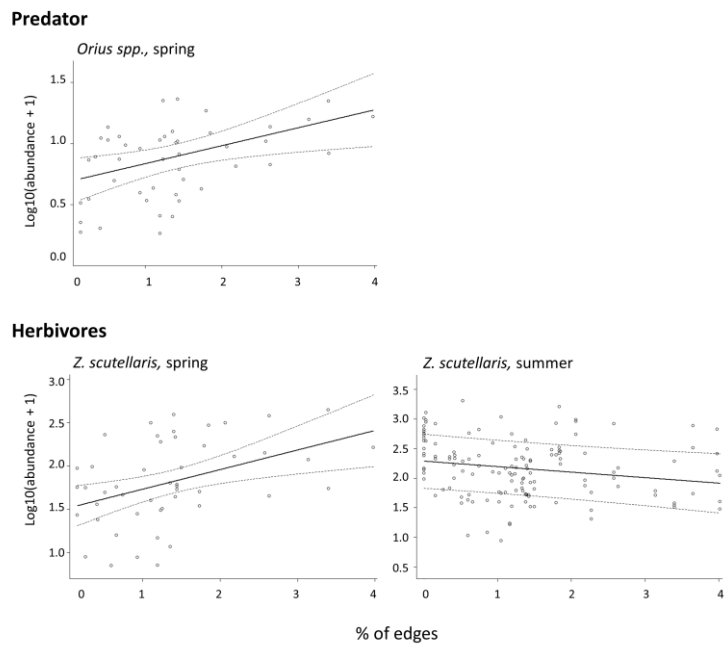 Predator
Orius spp., spring
Log10(abundance + 1)
1.5
1.0
0.5
0.0
0 1 2 3 4
Herbivores
Z. scutellaris, spring
Log10(abundance + 1)
3.0
2.5
2.0
1.5
1.0
0 1 2 3 4
Z. scutellaris, summer
3.5
3.0
2.5
2.0
1.5
1.0
0.5
0 1 2 3 4
% of edges